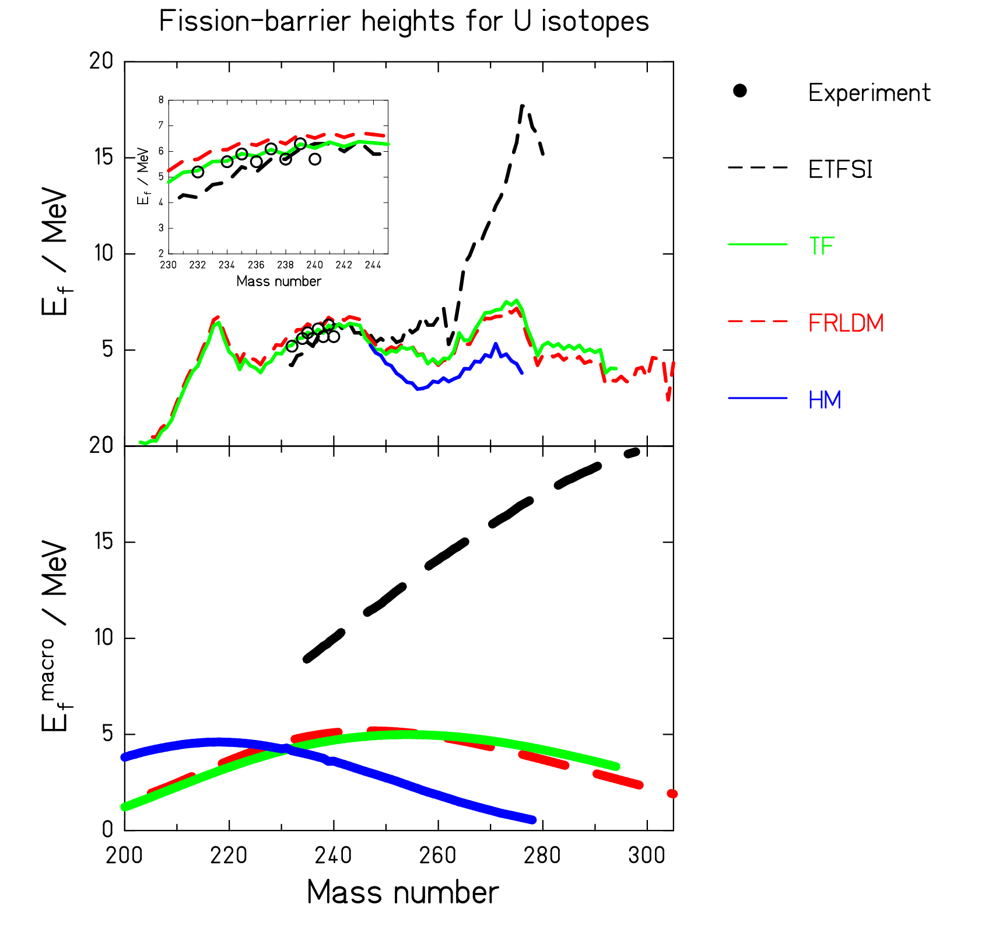 Fission-barrier heights for U isotopes
20
15
10
5
E_f / MeV
8
7
6
5
4
3
2
E_f / MeV
230 232 234 236 238 240 242 244
Mass number
Experiment
ETFSI
TF
FRLDM
HM
20
15
10
5
0
E_f^macro / MeV
200 220 240 260 280 300
Mass number